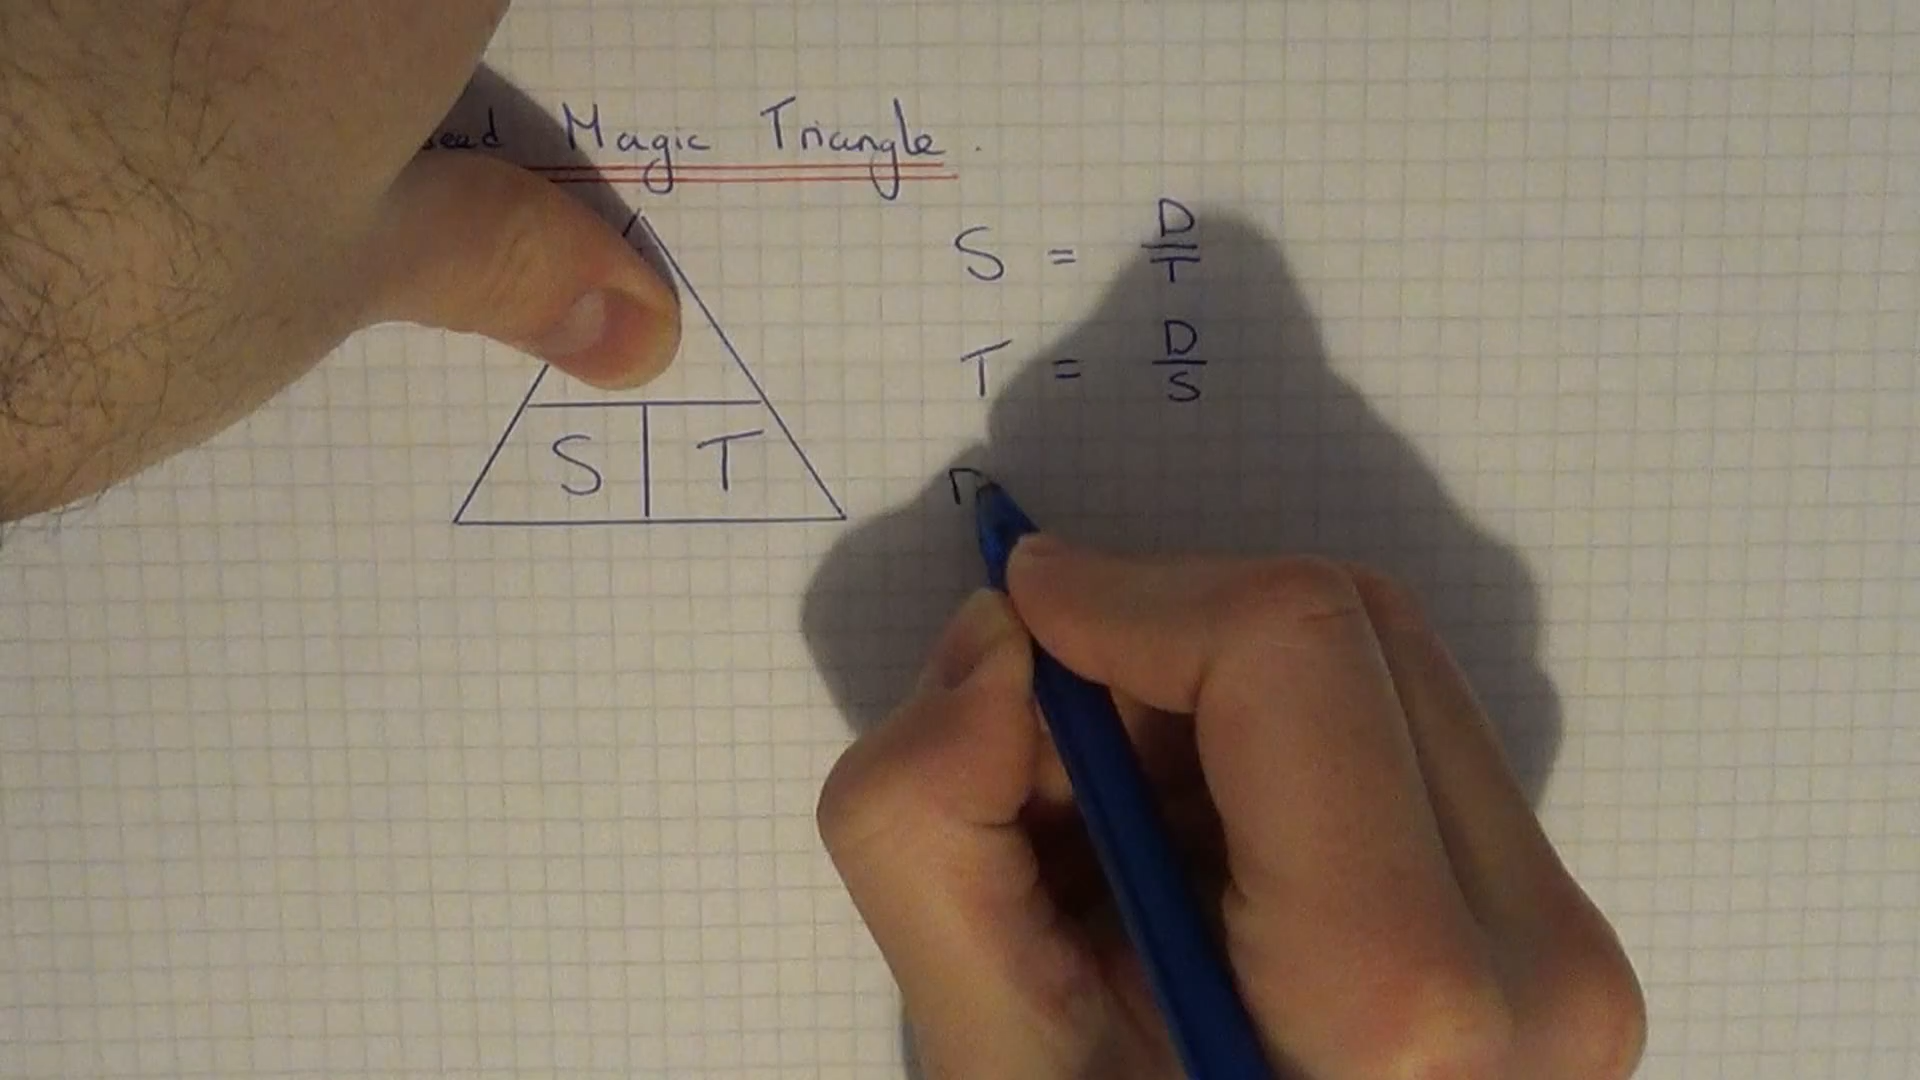 Magic Triangle.
S = D/T
T = D/S
S T